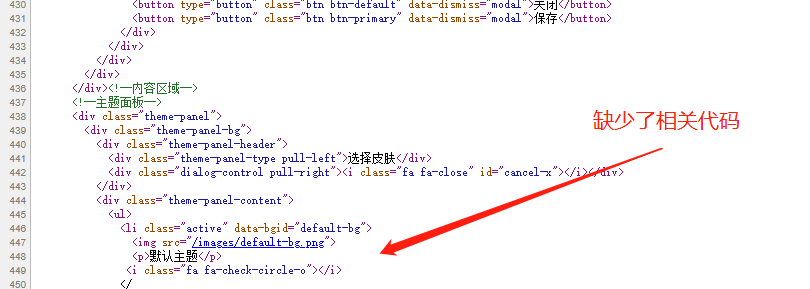 430 <button type="button" class="btn btn-default" data-dismiss="modal">关闭</button>
431 <button type="button" class="btn btn-primary" data-dismiss="modal">保存</button>
432 </div>
433 </div>
434 </div>
435 </div>
436 </div><!--内容区域-->
437 <!--主题面板-->
438 <div class="theme-panel">
439 <div class="theme-panel-bg">
440 <div class="theme-panel-header">
441 <div class="theme-panel-type pull-left">选择皮肤</div>
442 <div class="dialog-control pull-right"><i class="fa fa-close" id="cancel-x"></i></div>
443 </div>
444 <div class="theme-panel-content">
445 <ul>
446 <li class="active" data-bgid="default-bg">
447 <img src="/images/default-bg.png">
448 <p>默认主题</p>
449 <i class="fa fa-check-circle-o"></i>
450 </
缺少了相关代码